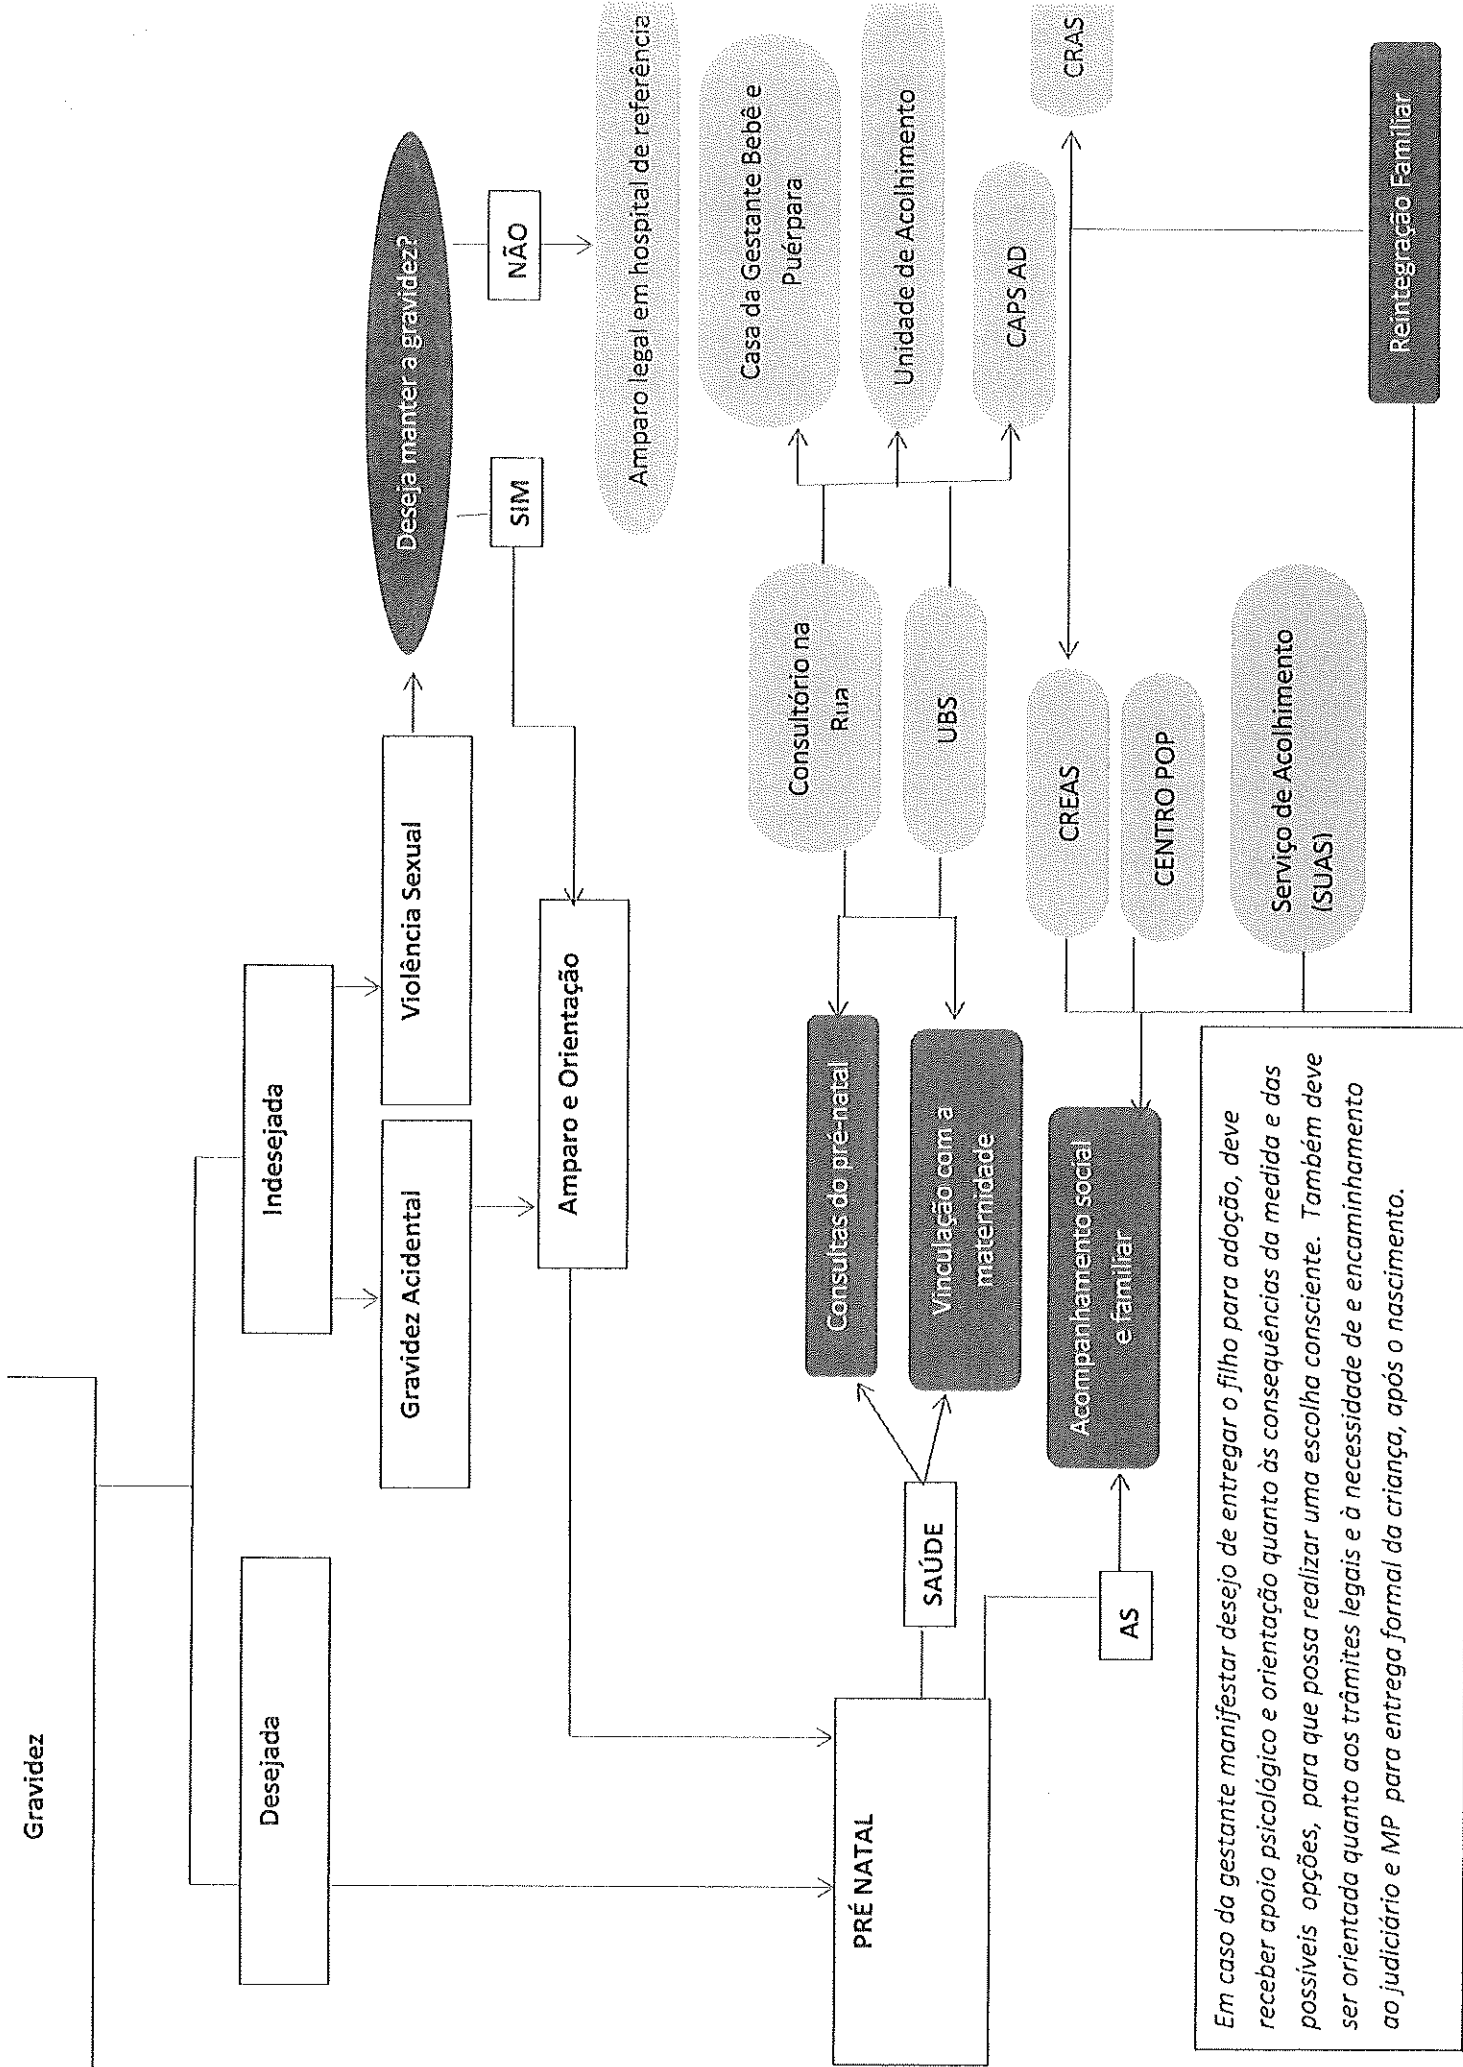 Gravidez
Desejada
Indesejada
Gravidez Acidental
Violência Sexual
Deseja manter a gravidez?
SIM
NÃO
Amparo e Orientação
Amparo legal em hospital de referência
PRÉ NATAL
SAÚDE
AS
Consultas do pré-natal
Vinculação com a
maternidade
Acompanhamento social
e familiar
Consultório na
Rua
UBS
Casa da Gestante Bebê e
Puérpara
Unidade de Acolhimento
CAPS AD
CREAS
CENTRO POP
Serviço de Acolhimento
(SUAS)
CRAS
Reintegração Familiar
Em caso da gestante manifestar desejo de entregar o filho para adoção, deve
receber apoio psicológico e orientação quanto às consequências da medida e das
possíveis opções, para que possa realizar uma escolha consciente. Também deve
ser orientada quanto aos trâmites legais e à necessidade de e encaminhamento
ao judiciário e MP para entrega formal da criança, após o nascimento.